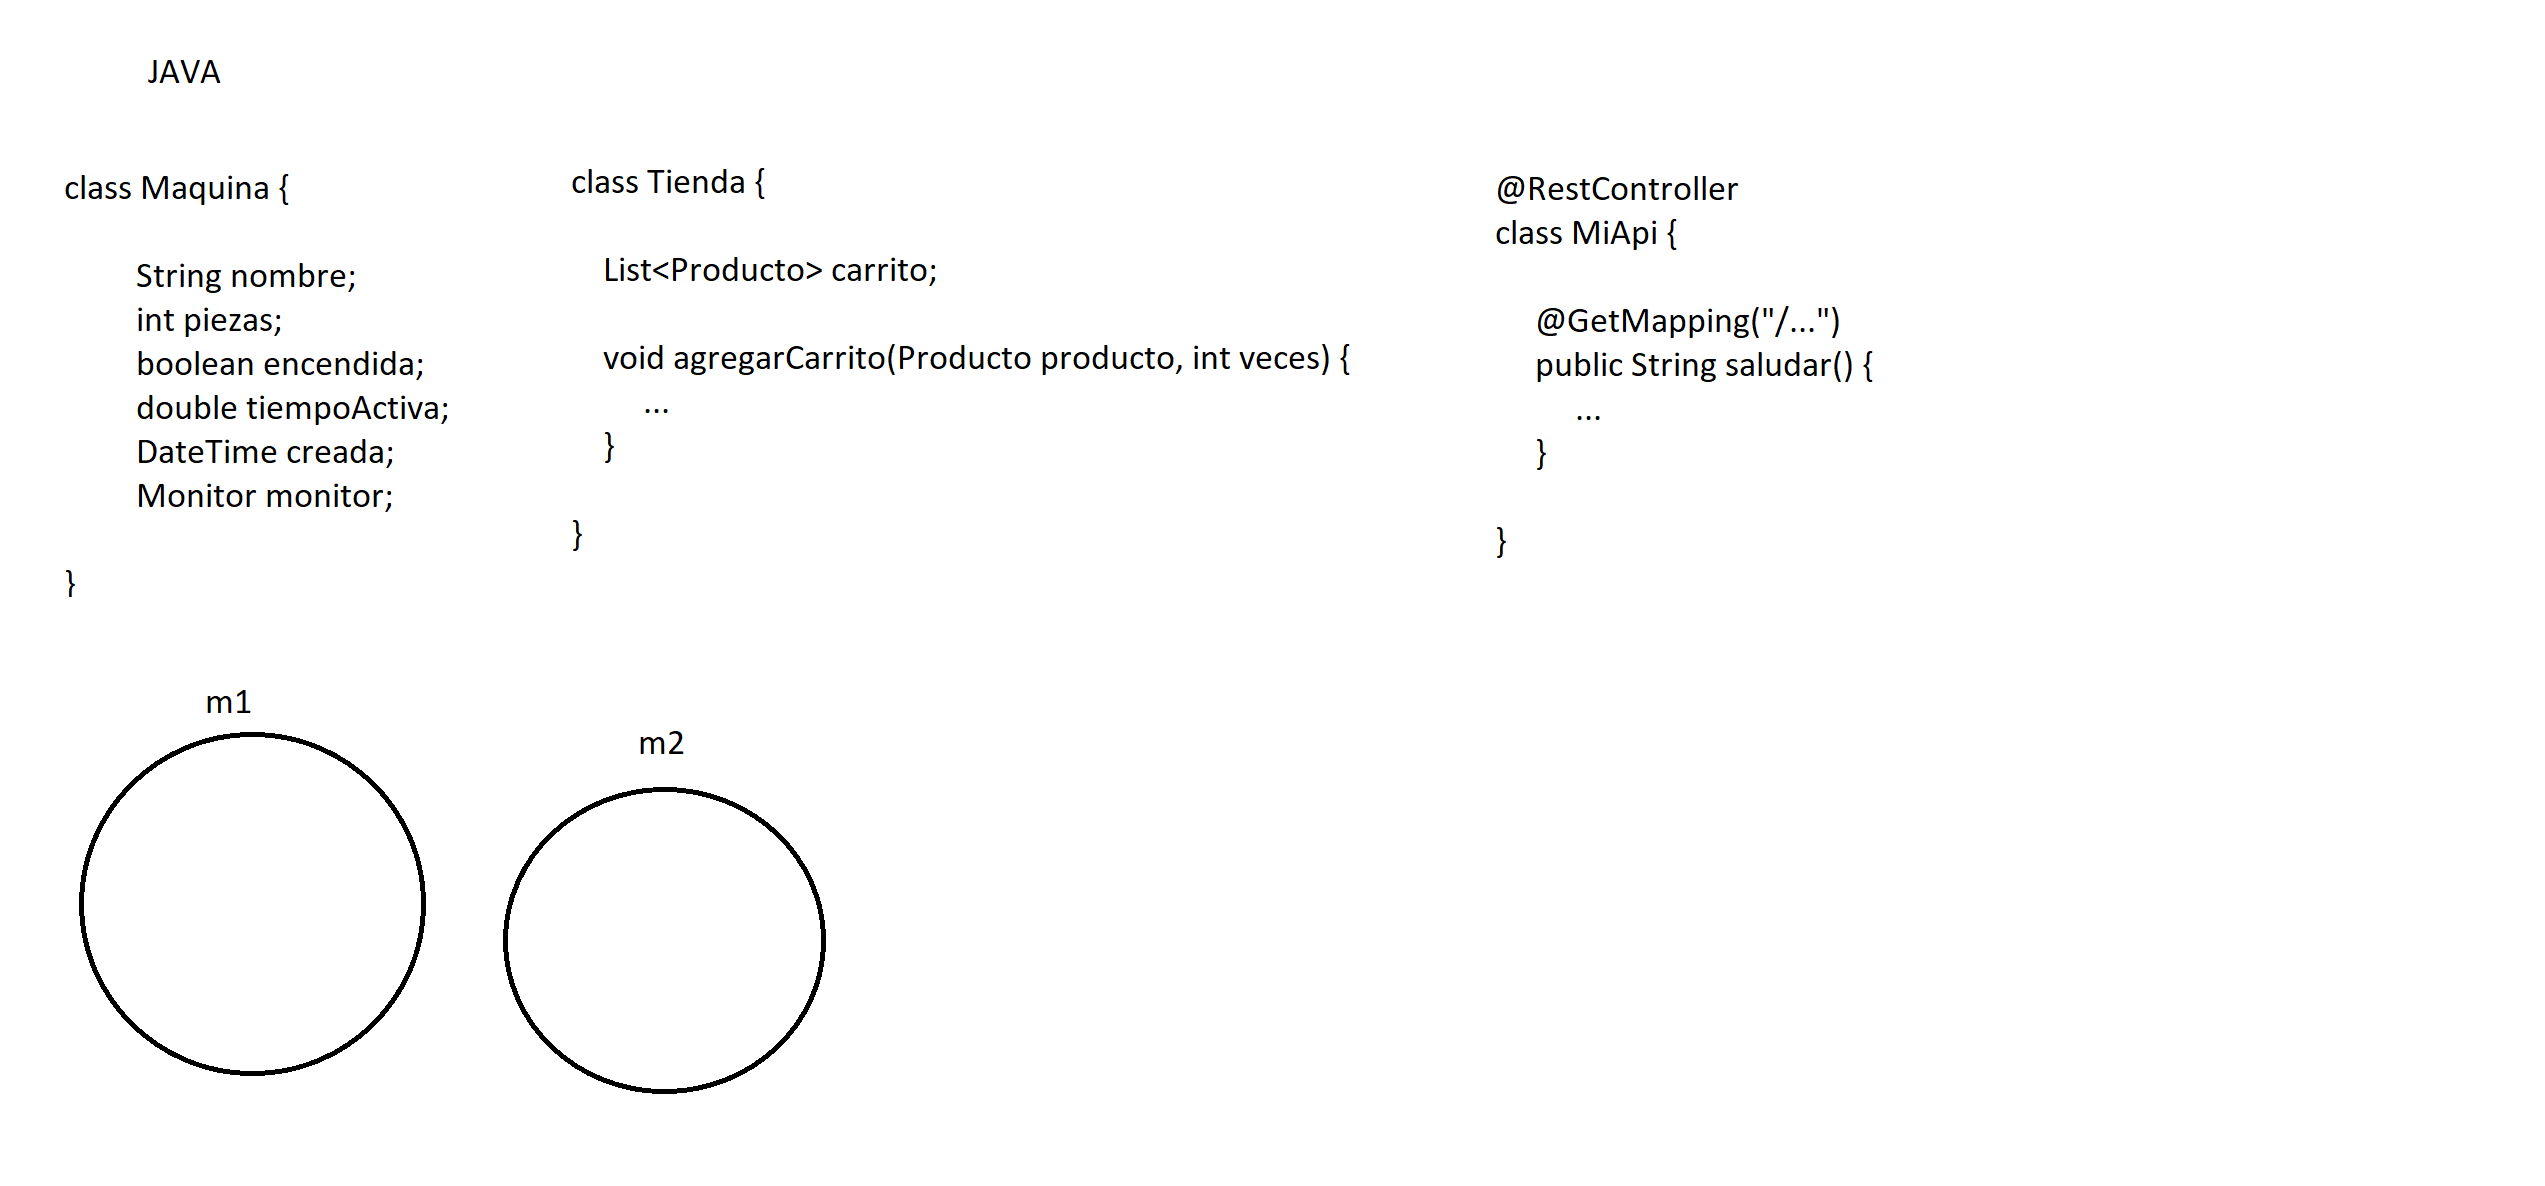 JAVA
class Maquina {
String nombre;
int piezas;
boolean encendida;
double tiempoActiva;
DateTime creada;
Monitor monitor;
}
class Tienda {
List<Producto> carrito;
void agregarCarrito(Producto producto, int veces) {
...
}
}
@RestController
class MiApi {
@GetMapping("/...")
public String saludar() {
...
}
}
m1
m2